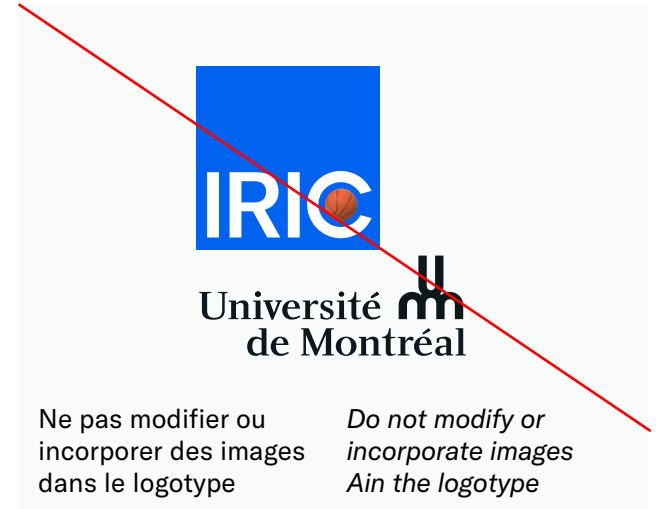 IRIC
Université
de Montréal
Ne pas modifier ou
incorporer des images
dans le logotype
Do not modify or
incorporate images
Ain the logotype